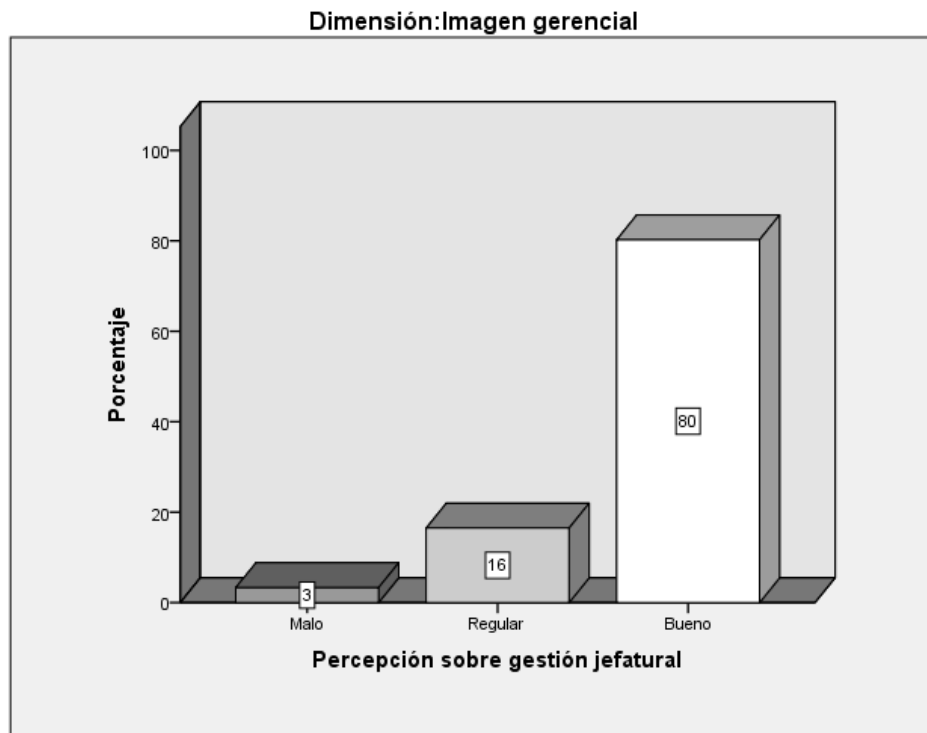 Dimensión:Imagen gerencial
Porcentaje
100
80
60
40
20
0
3
16
80
Malo
Regular
Bueno
Percepción sobre gestión jefatural